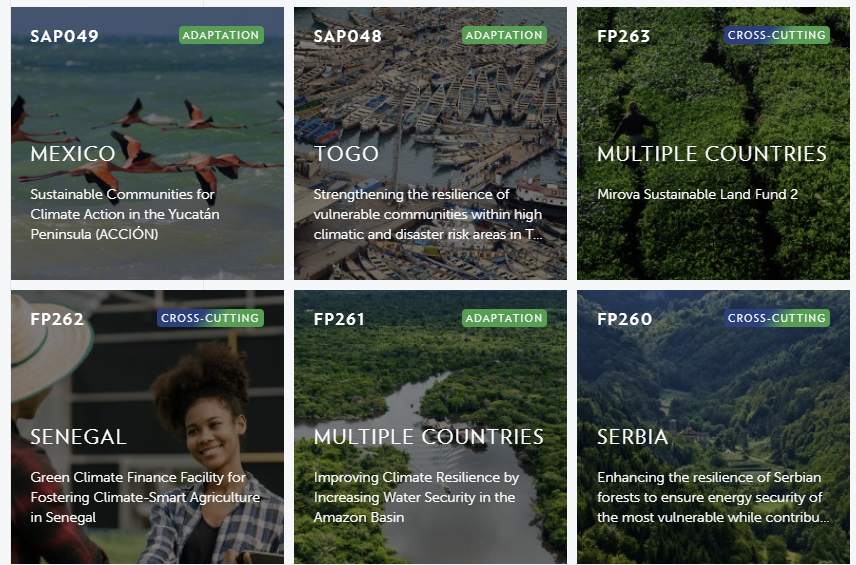 SAP049
ADAPTATION
MEXICO
Sustainable Communities for
Climate Action in the Yucatán
Peninsula (ACCIÓN)
SAP048
ADAPTATION
TOGO
Strengthening the resilience of
vulnerable communities within high
climatic and disaster risk areas in T...
FP263
CROSS-CUTTING
MULTIPLE COUNTRIES
Mirova Sustainable Land Fund 2
FP262
CROSS-CUTTING
SENEGAL
Green Climate Finance Facility for
Fostering Climate-Smart Agriculture
in Senegal
FP261
ADAPTATION
MULTIPLE COUNTRIES
Improving Climate Resilience by
Increasing Water Security in the
Amazon Basin
FP260
CROSS-CUTTING
SERBIA
Enhancing the resilience of Serbian
forests to ensure energy security of
the most vulnerable while contribu...